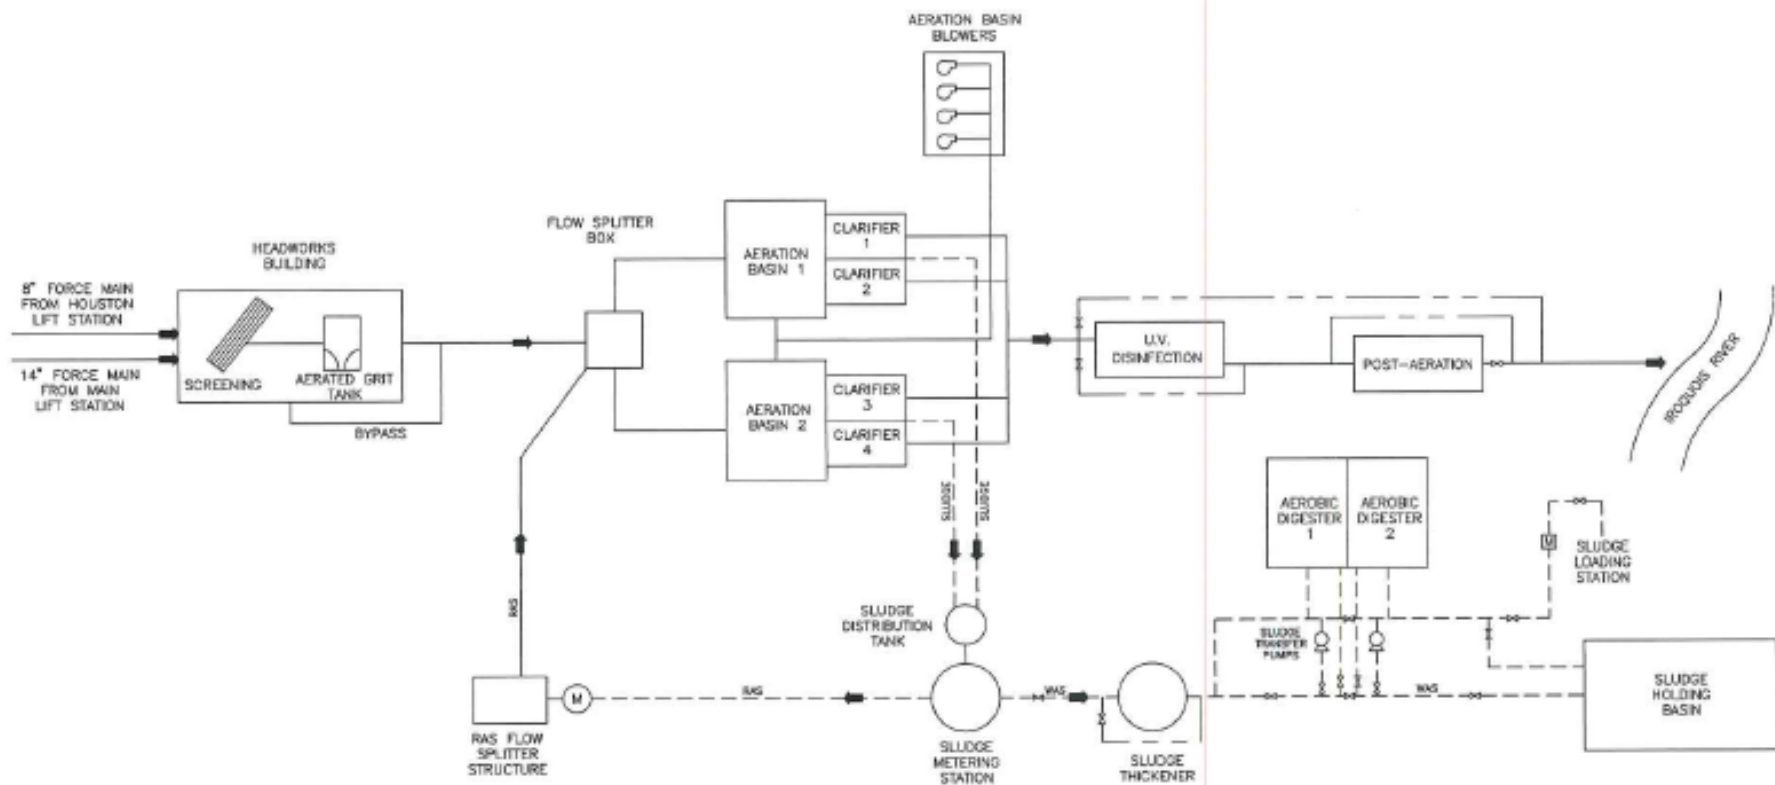 AERATION BASIN
BLOWERS
FLOW SPLITTER
BOX
HEADWORKS
BUILDING
8" FORCE MAIN
FROM HOUSTON
LIFT STATION
14" FORCE MAIN
FROM MAIN
LIFT STATION
SCREENING
AERATED GRIT
TANK
BYPASS
AERATION
BASIN 1
CLARIFIER
1
CLARIFIER
2
AERATION
BASIN 2
CLARIFIER
3
CLARIFIER
4
U.V.
DISINFECTION
POST-AERATION
IROQUOIS RIVER
SLUDGE
SLUDGE
RAS
SLUDGE
DISTRIBUTION
TANK
AEROBIC
DIGESTER
1
AEROBIC
DIGESTER
2
M
SLUDGE
LOADING
STATION
SLUDGE
TRANSFER
PUMPS
RAS FLOW
SPLITTER
STRUCTURE
M
RAS
SLUDGE
METERING
STATION
WAS
SLUDGE
THICKENER
WAS
SLUDGE
HOLDING
BASIN